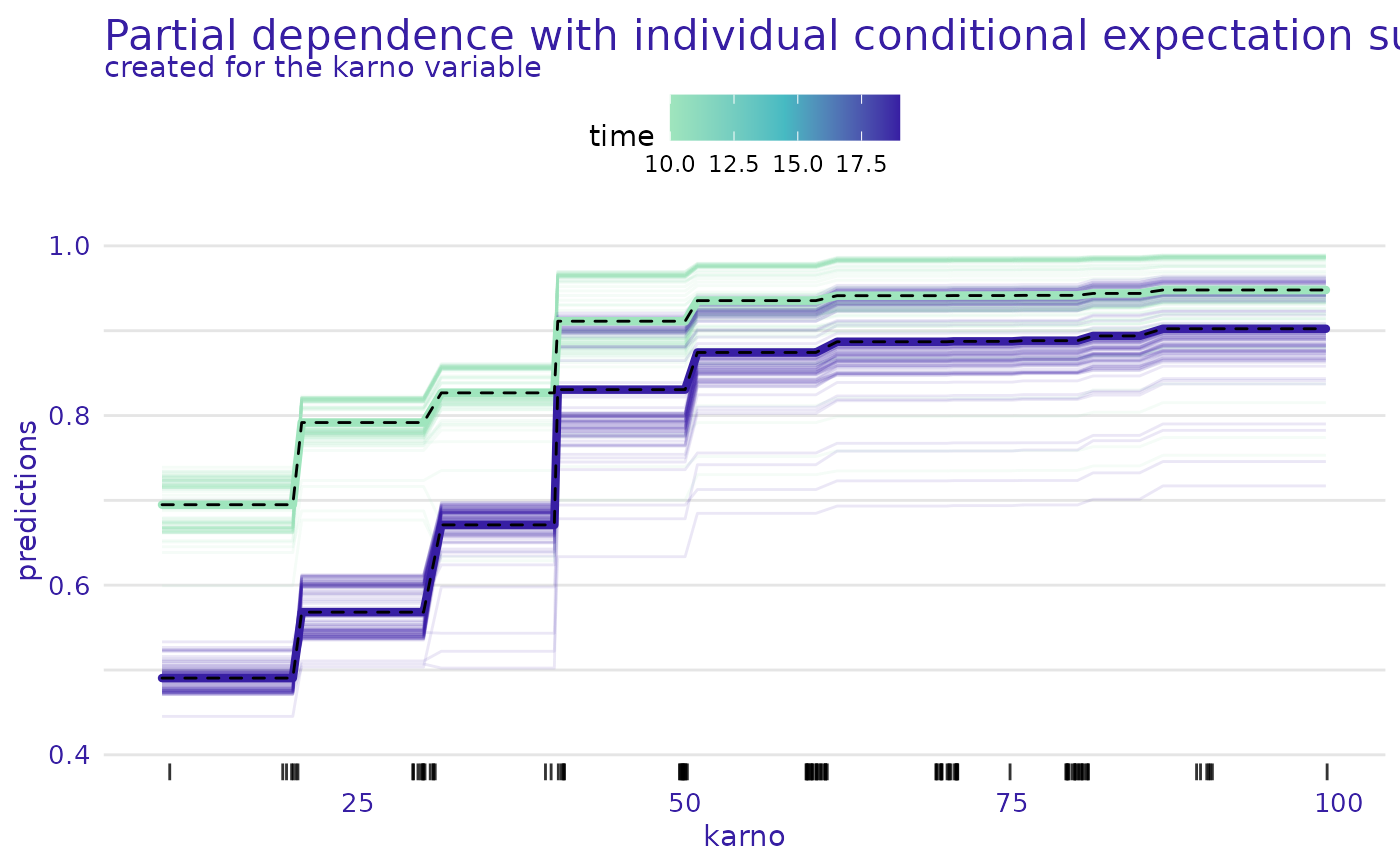 Partial dependence with individual conditional expectation su
created for the karno variable
time
10.0 12.5 15.0 17.5
1.0
0.8
0.6
0.4
predictions
25 50 75 100
karno